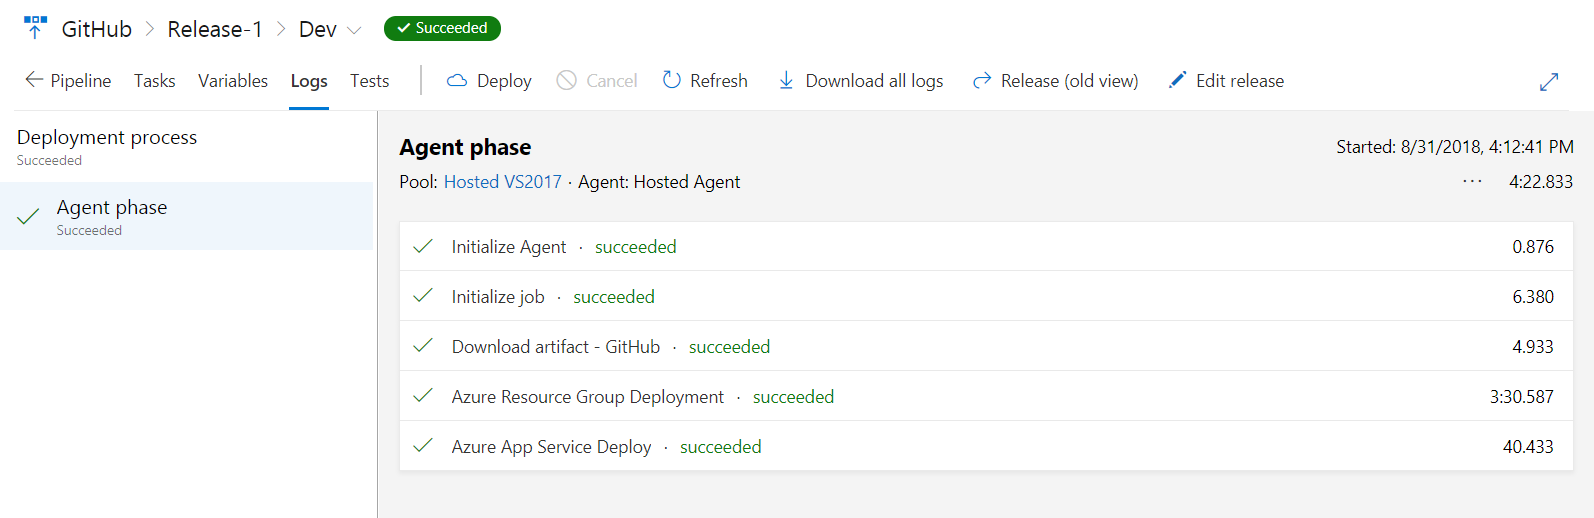 GitHub > Release-1 > Dev Succeeded
Pipeline Tasks Variables Logs Tests Deploy Cancel Refresh Download all logs Release (old view) Edit release
Deployment process
Succeeded
Agent phase
Succeeded
Agent phase Started: 8/31/2018, 4:12:41 PM
Pool: Hosted VS2017 · Agent: Hosted Agent ··· 4:22.833
Initialize Agent · succeeded 0.876
Initialize job · succeeded 6.380
Download artifact - GitHub · succeeded 4.933
Azure Resource Group Deployment · succeeded 3:30.587
Azure App Service Deploy · succeeded 40.433